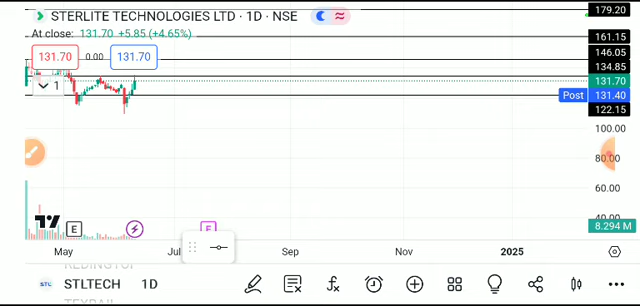 STERLITE TECHNOLOGIES LTD · 1D · NSE
At close: 131.70 +5.85 (+4.65%)
131.70 0.00 131.70
1
179.20
161.15
146.05
134.85
131.70
Post 131.40
122.15
100.00
80.00
60.00
40.00
8.294 M
E
E
May Jul Sep Nov 2025
STL STLTECH 1D